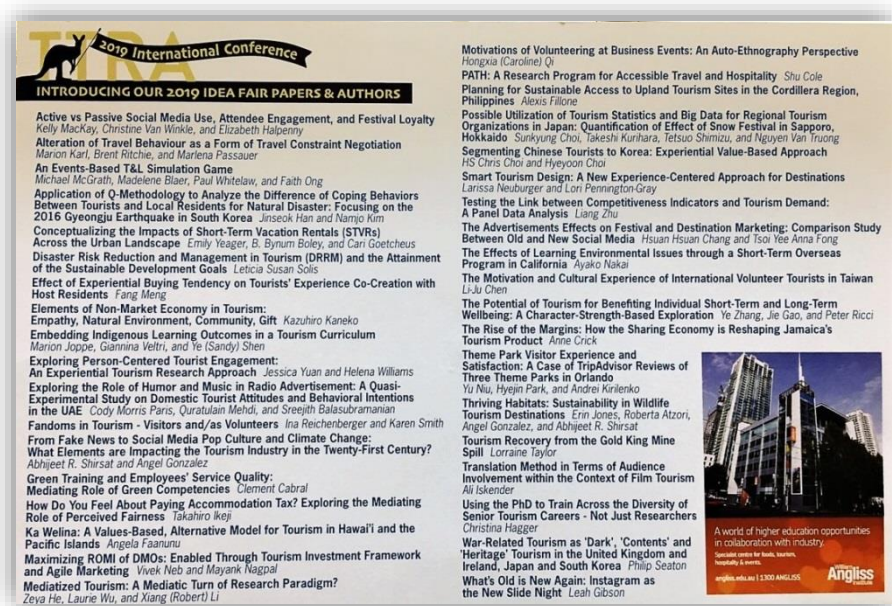 TTRA
2019 International Conference
INTRODUCING OUR 2019 IDEA FAIR PAPERS & AUTHORS
Active vs Passive Social Media Use, Attendee Engagement, and Festival Loyalty
Kelly MacKay, Christine Van Winkle, and Elizabeth Halpenny
Alteration of Travel Behaviour as a Form of Travel Constraint Negotiation
Marion Karl, Brent Ritchie, and Marlena Passauer
An Events-Based T&L Simulation Game
Michael McGrath, Madelene Blaer, Paul Whitelaw, and Faith Ong
Application of Q-Methodology to Analyze the Difference of Coping Behaviors
Between Tourists and Local Residents for Natural Disaster: Focusing on the
2016 Gyeongju Earthquake in South Korea Jinseok Han and Namjo Kim
Conceptualizing the Impacts of Short-Term Vacation Rentals (STVRs)
Across the Urban Landscape Emily Yeager, B. Bynum Boley, and Cari Goetcheus
Disaster Risk Reduction and Management in Tourism (DRRM) and the Attainment
of the Sustainable Development Goals Leticia Susan Solis
Effect of Experiential Buying Tendency on Tourists' Experience Co-Creation with
Host Residents Fang Meng
Elements of Non-Market Economy in Tourism:
Empathy, Natural Environment, Community, Gift Kazuhiro Kaneko
Embedding Indigenous Learning Outcomes in a Tourism Curriculum
Marion Joppe, Giannina Veltri, and Ye (Sandy) Shen
Exploring Person-Centered Tourist Engagement:
An Experiential Tourism Research Approach Jessica Yuan and Helena Williams
Exploring the Role of Humor and Music in Radio Advertisement: A Quasi-
Experimental Study on Domestic Tourist Attitudes and Behavioral Intentions
in the UAE Cody Morris Paris, Quratulain Mehdi, and Sreejith Balasubramanian
Fandoms in Tourism - Visitors and/as Volunteers Ina Reichenberger and Karen Smith
From Fake News to Social Media Pop Culture and Climate Change:
What Elements are Impacting the Tourism Industry in the Twenty-First Century?
Abhijeet R. Shirsat and Angel Gonzalez
Green Training and Employees' Service Quality:
Mediating Role of Green Competencies Clement Cabral
How Do You Feel About Paying Accommodation Tax? Exploring the Mediating
Role of Perceived Fairness Takahiro Ikeji
Ka Welina: A Values-Based, Alternative Model for Tourism in Hawai'i and the
Pacific Islands Angela Faanunu
Maximizing ROMI of DMOs: Enabled Through Tourism Investment Framework
and Agile Marketing Vivek Neb and Mayank Nagpal
Mediatized Tourism: A Mediatic Turn of Research Paradigm?
Zeya He, Laurie Wu, and Xiang (Robert) Li
Motivations of Volunteering at Business Events: An Auto-Ethnography Perspective
Hongxia (Caroline) Qi
PATH: A Research Program for Accessible Travel and Hospitality Shu Cole
Planning for Sustainable Access to Upland Tourism Sites in the Cordillera Region,
Philippines Alexis Fillone
Possible Utilization of Tourism Statistics and Big Data for Regional Tourism
Organizations in Japan: Quantification of Effect of Snow Festival in Sapporo,
Hokkaido Sunkyung Choi, Takeshi Kurihara, Tetsuo Shimizu, and Nguyen Van Truong
Segmenting Chinese Tourists to Korea: Experiential Value-Based Approach
HS Chris Choi and Hyeyoon Choi
Smart Tourism Design: A New Experience-Centered Approach for Destinations
Larissa Neuburger and Lori Pennington-Gray
Testing the Link between Competitiveness Indicators and Tourism Demand:
A Panel Data Analysis Liang Zhu
The Advertisements Effects on Festival and Destination Marketing: Comparison Study
Between Old and New Social Media Hsuan Hsuan Chang and Tsoi Yee Anna Fong
The Effects of Learning Environmental Issues through a Short-Term Overseas
Program in California Ayako Nakai
The Motivation and Cultural Experience of International Volunteer Tourists in Taiwan
Li-Ju Chen
The Potential of Tourism for Benefiting Individual Short-Term and Long-Term
Wellbeing: A Character-Strength-Based Exploration Ye Zhang, Jie Gao, and Peter Ricci
The Rise of the Margins: How the Sharing Economy is Reshaping Jamaica's
Tourism Product Anne Crick
Theme Park Visitor Experience and
Satisfaction: A Case of TripAdvisor Reviews of
Three Theme Parks in Orlando
Yu Niu, Hyejin Park, and Andrei Kirilenko
Thriving Habitats: Sustainability in Wildlife
Tourism Destinations Erin Jones, Roberta Atzori,
Angel Gonzalez, and Abhijeet R. Shirsat
Tourism Recovery from the Gold King Mine
Spill Lorraine Taylor
Translation Method in Terms of Audience
Involvement within the Context of Film Tourism
Ali Iskender
Using the PhD to Train Across the Diversity of
Senior Tourism Careers - Not Just Researchers
Christina Hagger
War-Related Tourism as 'Dark', 'Contents' and
'Heritage' Tourism in the United Kingdom and
Ireland, Japan and South Korea Philip Seaton
What's Old is New Again: Instagram as
the New Slide Night Leah Gibson
A world of higher education opportunities
in collaboration with industry.
Specialist centre for foods, tourism,
hospitality & events.
angliss.edu.au | 1300 ANGLISS
William
Angliss
Institute